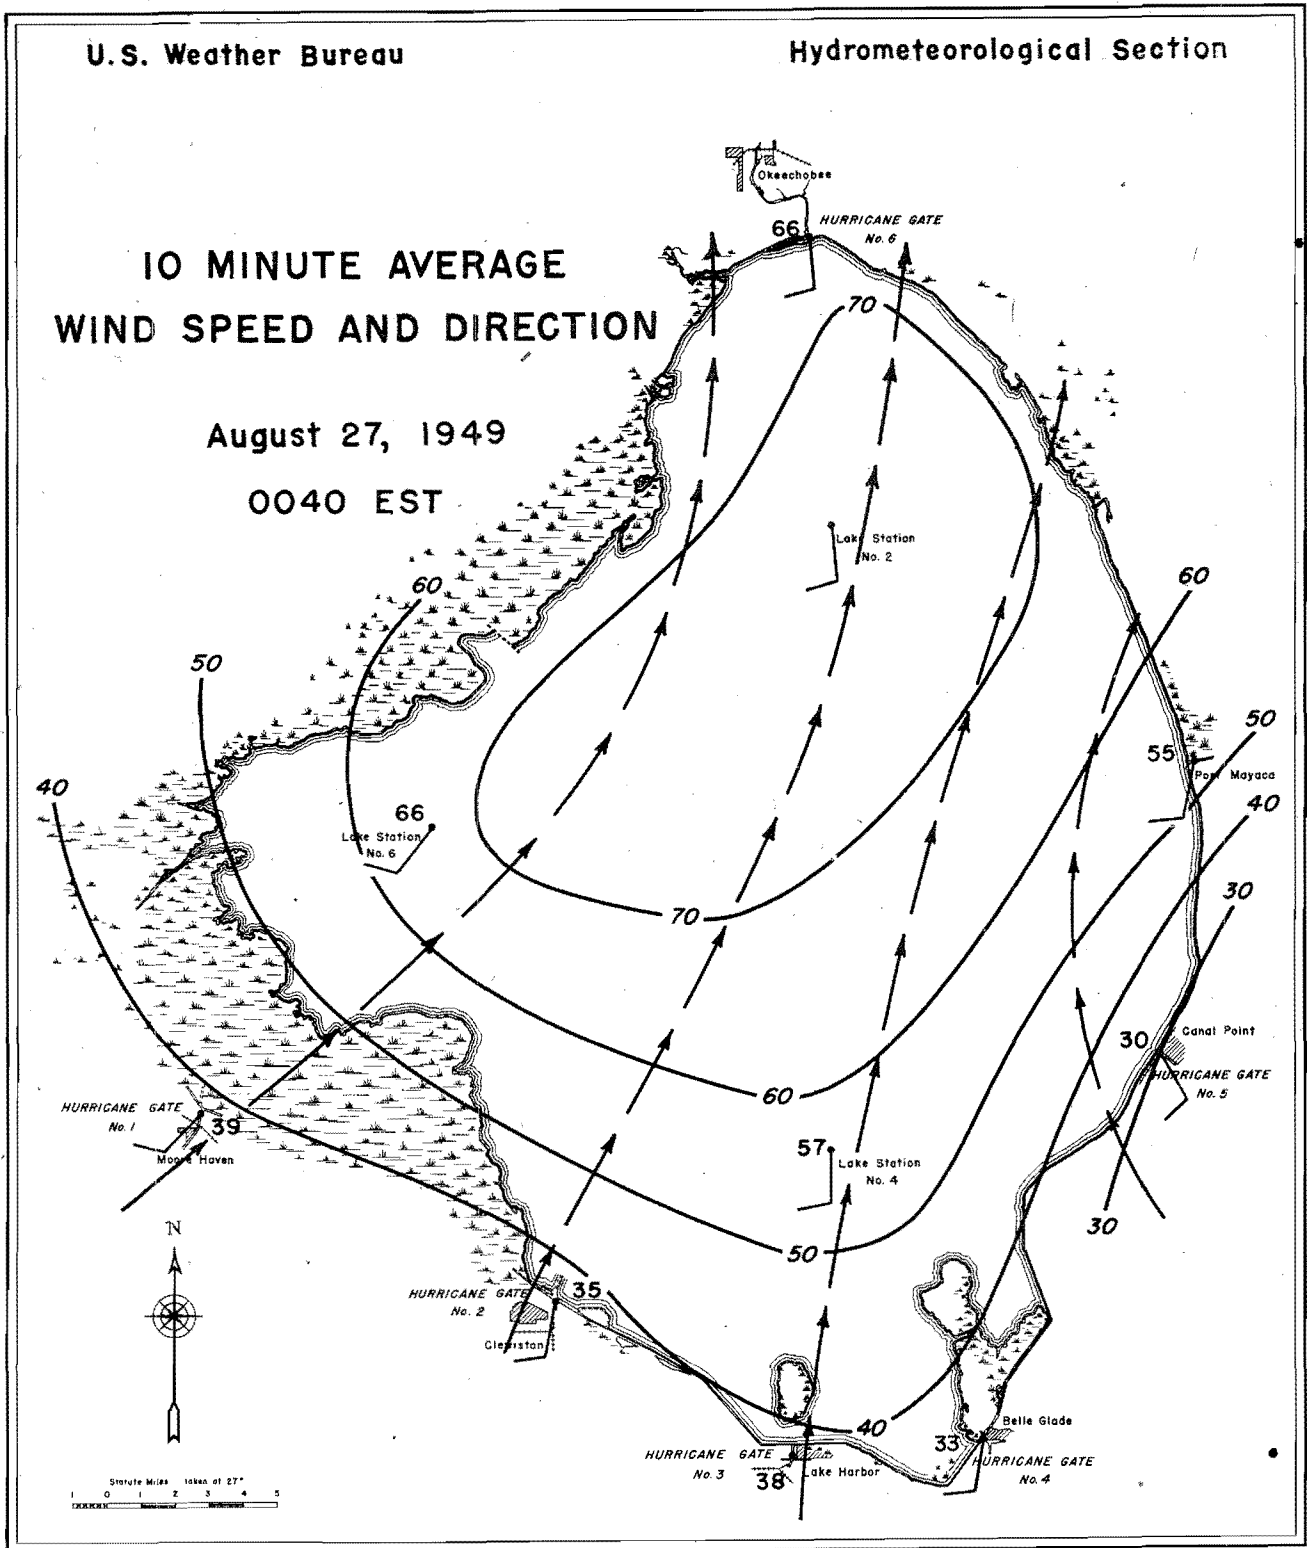 U.S. Weather Bureau
Hydrometeorological Section
Okeechobee
66
HURRICANE GATE
No. 6
10 MINUTE AVERAGE
WIND SPEED AND DIRECTION
August 27, 1949
0040 EST
70
Lake Station
No. 2
60
60
50
50
55
Port Mayaca
40
40
66
Lake Station
No. 6
30
70
Canal Point
30
HURRICANE GATE
No. 5
60
HURRICANE GATE
No. 1
39
Moore Haven
57
Lake Station
No. 4
N
30
50
HURRICANE GATE
No. 2
35
Clewiston
40
Belle Glade
33
HURRICANE GATE
No. 3
38
Lake Harbor
HURRICANE GATE
No. 4
Statute Miles taken at 27°
1 0 1 2 3 4 5